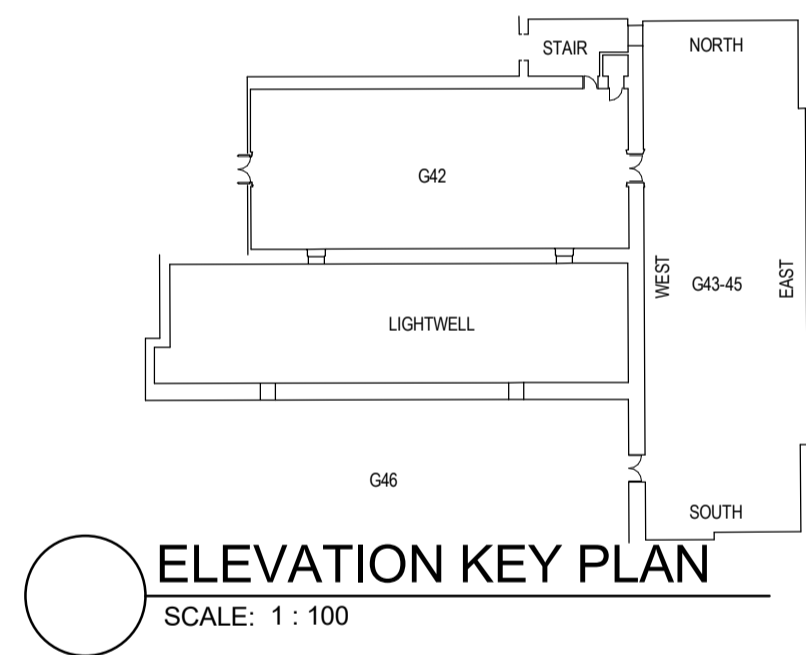 STAIR
NORTH
G42
WEST
G43-45
EAST
LIGHTWELL
G46
SOUTH
ELEVATION KEY PLAN
SCALE: 1 : 100